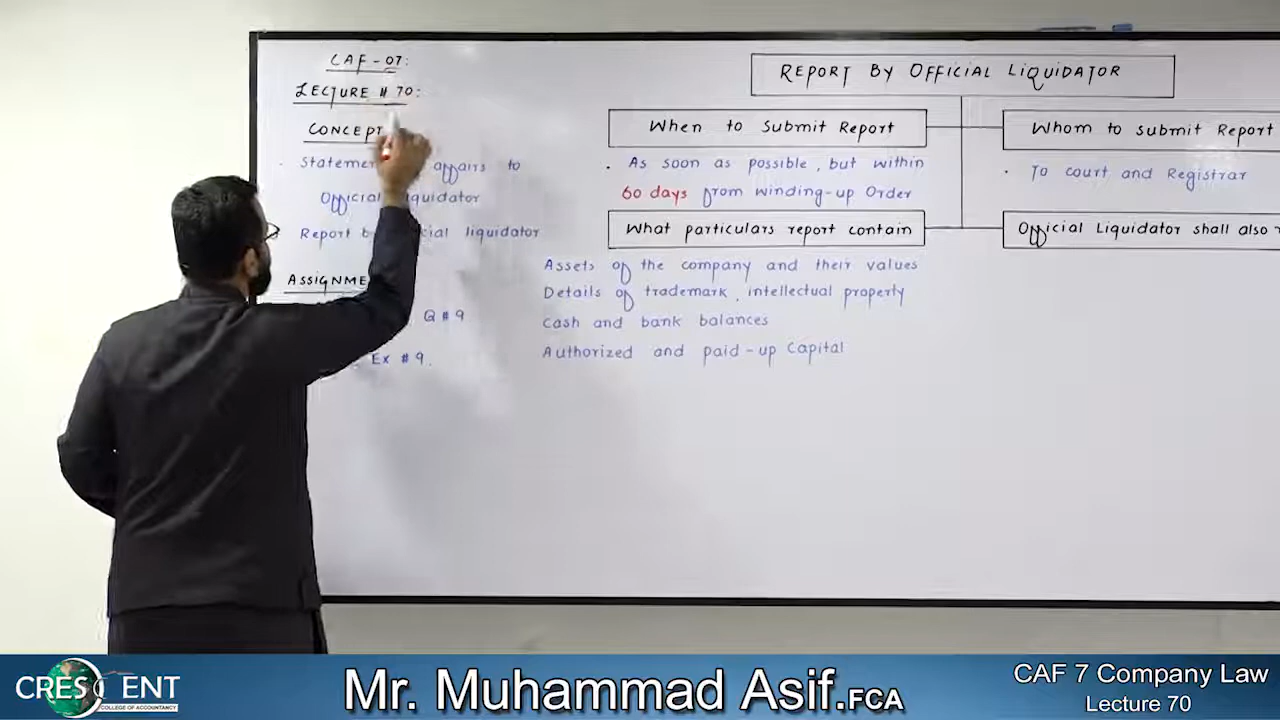 CAF - 07:
LECTURE # 70:
CONCEPT
affairs to
Official liquidator
Report liquidator
Q # 9
Ex # 9.
REPORT BY OFFICIAL LIQUIDATOR
When to Submit Report
. As soon as possible, but within
60 days from winding-up Order
Whom to submit Report
. To court and Registrar
What particulars report contain
Assets of the company and their values
Details of trademark, intellectual property
Cash and bank balances
Authorized and paid-up Capital
Official Liquidator shall also
CRESCENT
COLLEGE OF ACCOUNTANCY
Mr. Muhammad Asif.FCA
CAF 7 Company Law
Lecture 70